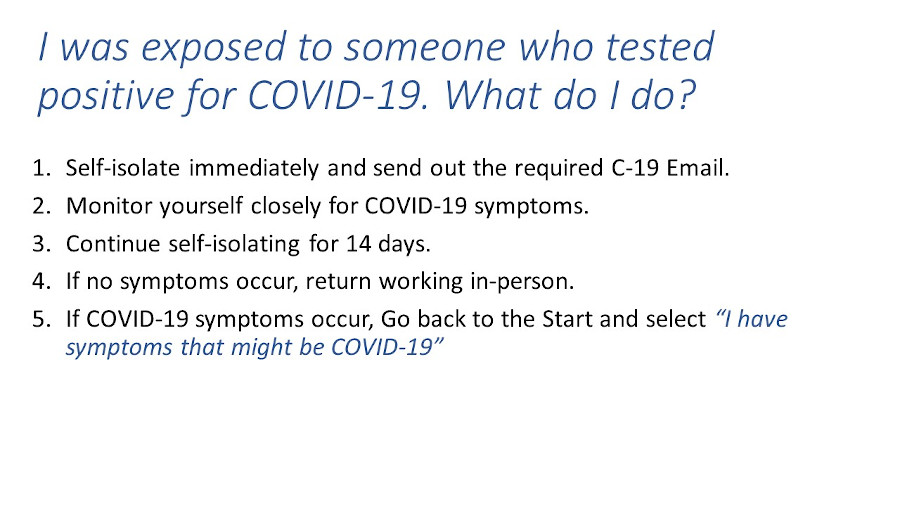 I was exposed to someone who tested
positive for COVID-19. What do I do?
1. Self-isolate immediately and send out the required C-19 Email.
2. Monitor yourself closely for COVID-19 symptoms.
3. Continue self-isolating for 14 days.
4. If no symptoms occur, return working in-person.
5. If COVID-19 symptoms occur, Go back to the Start and select “I have
symptoms that might be COVID-19”